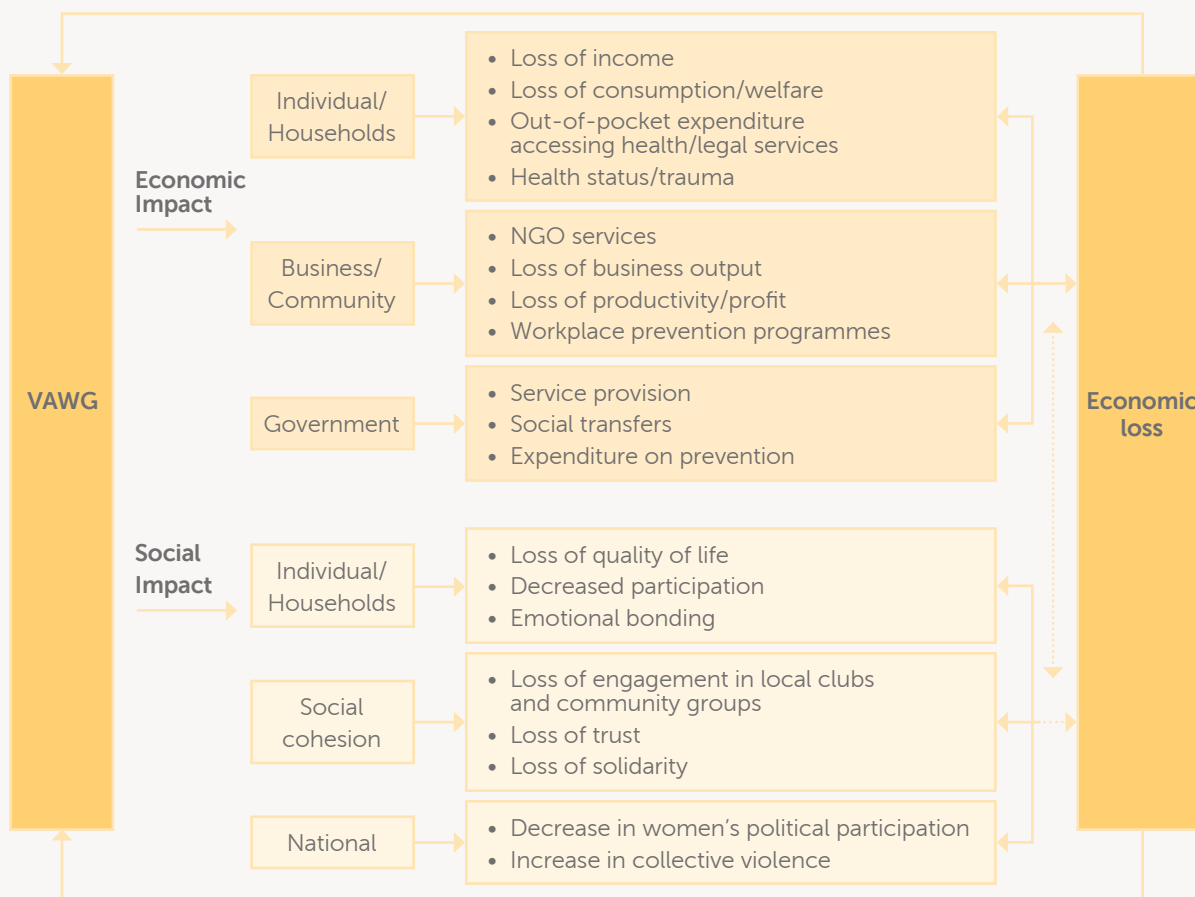 VAWG
Economic
Impact
Individual/
Households
• Loss of income
• Loss of consumption/welfare
• Out-of-pocket expenditure
accessing health/legal services
• Health status/trauma
Business/
Community
• NGO services
• Loss of business output
• Loss of productivity/profit
• Workplace prevention programmes
Government
• Service provision
• Social transfers
• Expenditure on prevention
Social
Impact
Individual/
Households
• Loss of quality of life
• Decreased participation
• Emotional bonding
Social
cohesion
• Loss of engagement in local clubs
and community groups
• Loss of trust
• Loss of solidarity
National
• Decrease in women’s political participation
• Increase in collective violence
Economic
loss